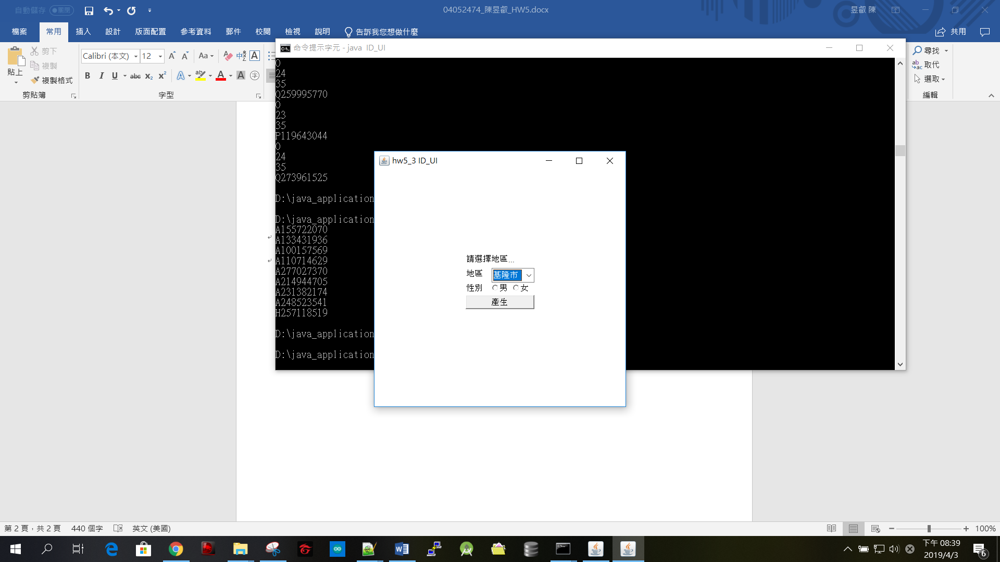 自動儲存 關閉
04052474_陳昱叡_HW5.docx
昱叡 陳
檔案 常用 插入 設計 版面配置 參考資料 郵件 校閱 檢視 說明 告訴我您想做什麼
共用
貼上
剪下
複製
複製格式
剪貼簿
Calibri (本文) 12
Aa
B I U abc x₂ x²
字型
尋找
取代
選取
編輯
命令提示字元 - java ID_UI
0
24
35
Q259995770
0
23
35
P119643044
0
24
35
Q273961525
D:\java_application
D:\java_application
A155722070
A133431936
A100157569
A110714629
A277027370
A214944705
A231382174
A248523541
H257118519
D:\java_application
D:\java_application
hw5_3 ID_UI
請選擇地區...
地區 基隆市
性別 男 女
產生
第 2 頁，共 2 頁 440 個字 英文 (美國)
100%
下午 08:39
2019/4/3
6